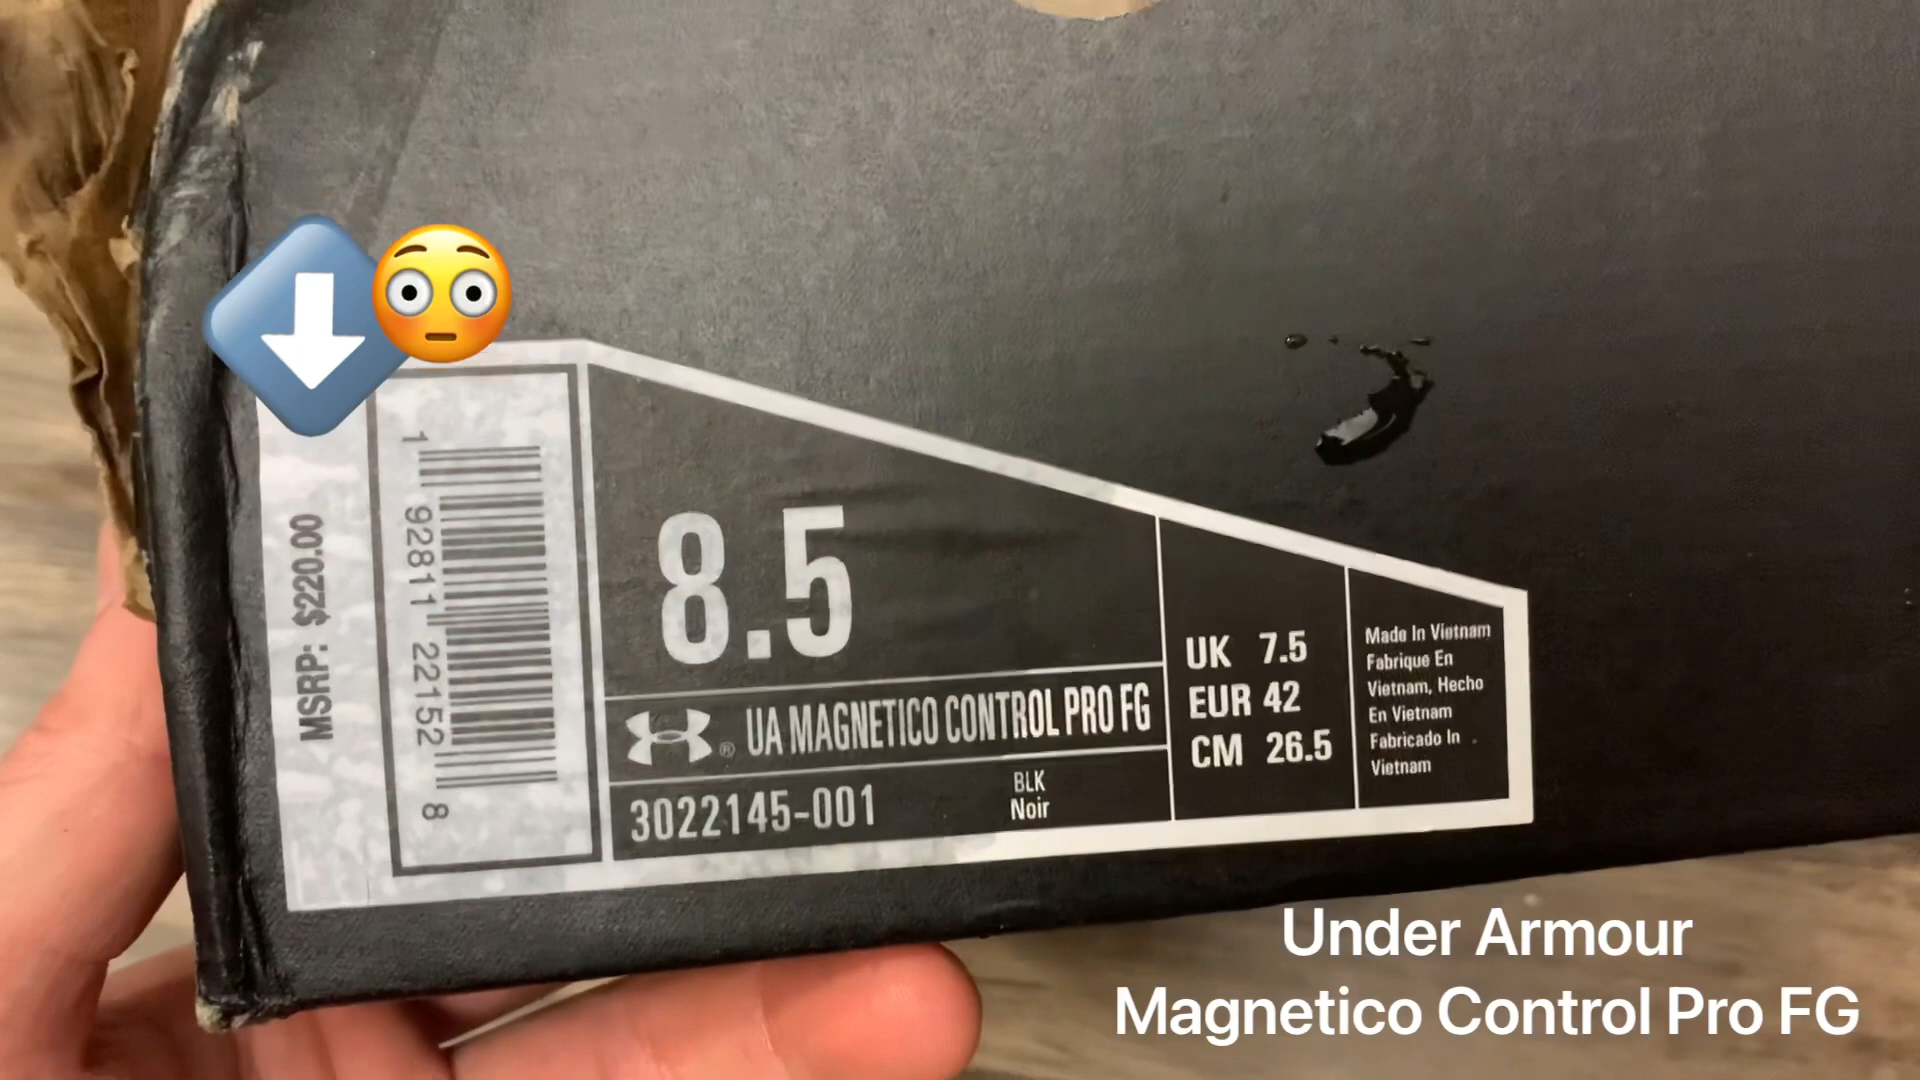 MSRP: $220.00
1 92811 22152 8
8.5
® UA MAGNETICO CONTROL PRO FG
3022145-001
BLK
Noir
UK 7.5
EUR 42
CM 26.5
Made In Vietnam
Fabrique En
Vietnam, Hecho
En Vietnam
Fabricado In
Vietnam
Under Armour
Magnetico Control Pro FG